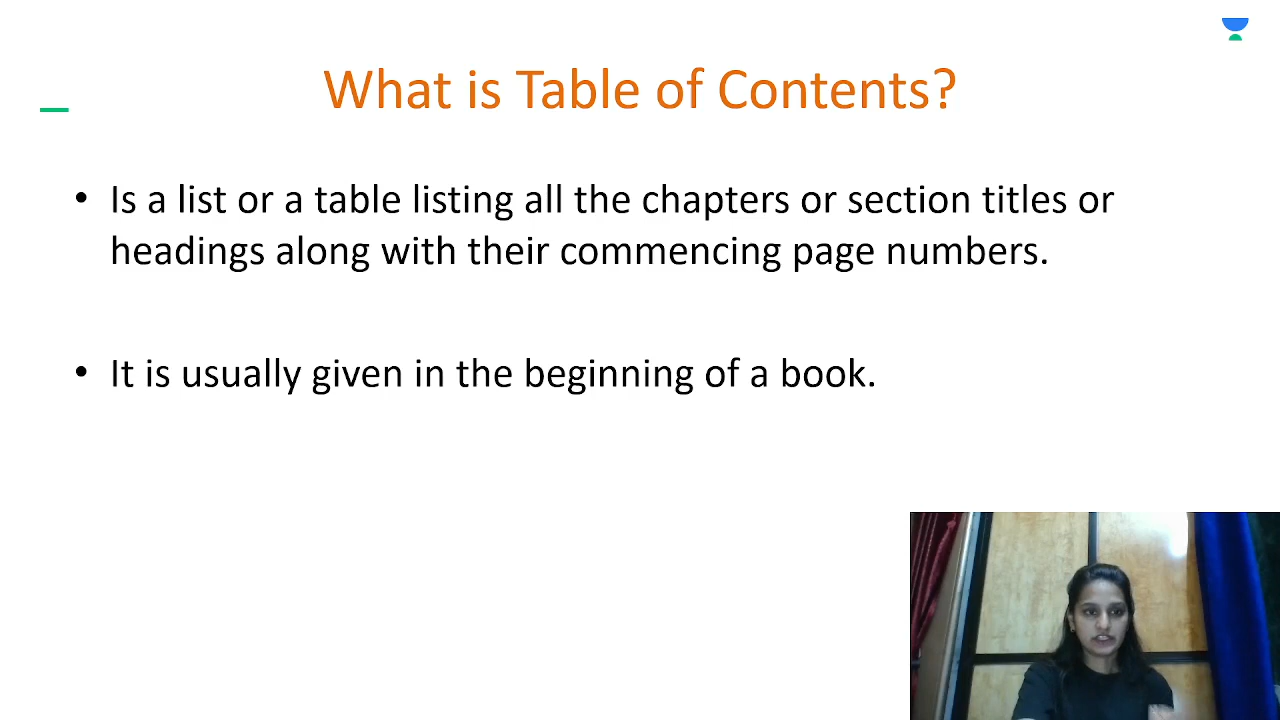 What is Table of Contents?
• Is a list or a table listing all the chapters or section titles or
headings along with their commencing page numbers.
• It is usually given in the beginning of a book.